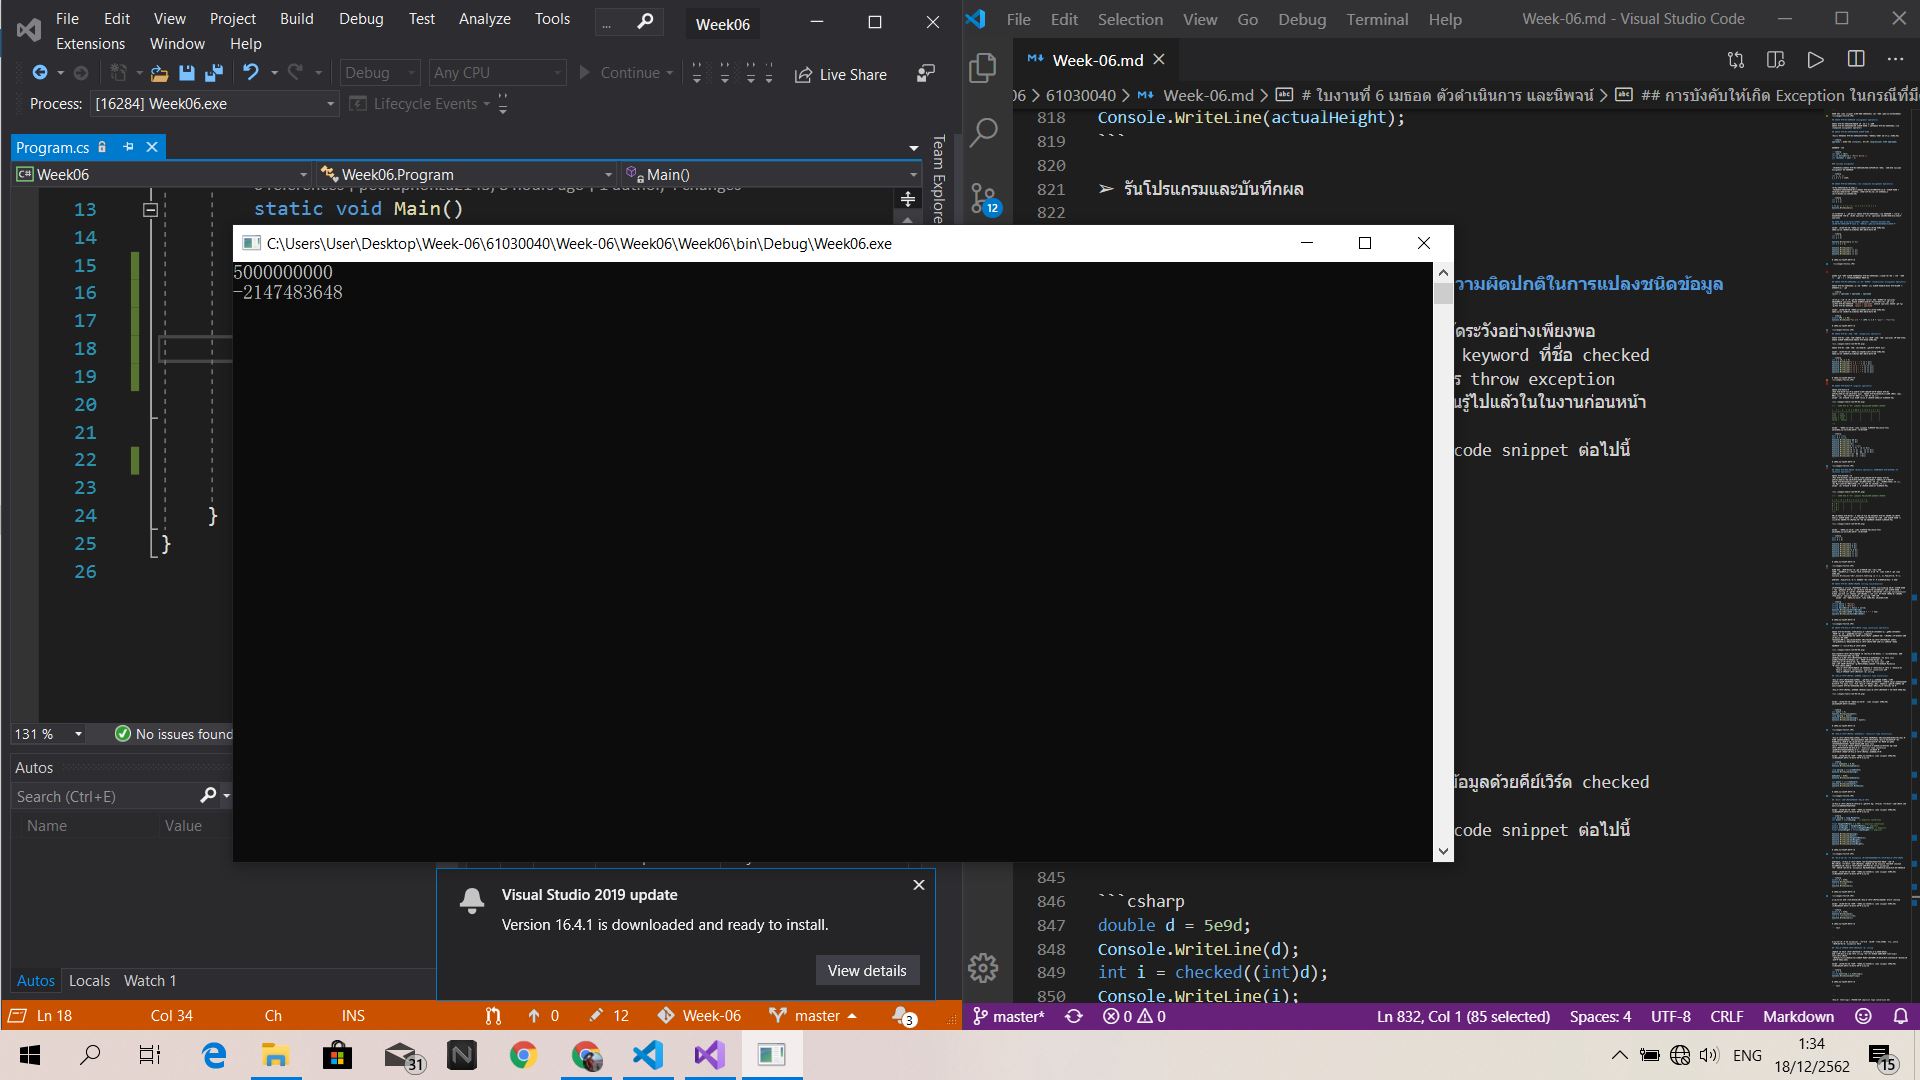 File Edit View Project Build Debug Test Analyze Tools
... Week06
Extensions Window Help
Debug Any CPU Continue Live Share
Process: [16284] Week06.exe Lifecycle Events
Program.cs
Team Explore
C# Week06 Week06.Program Main()
13 static void Main()
14
15
16
17
18
19
20
21
22
23
24 }
25 }
26
131 % No issues found
Autos
Search (Ctrl+E)
Name Value
Autos Locals Watch 1
Ln 18 Col 34 Ch INS 0 12 Week-06 master 3
C:\Users\User\Desktop\Week-06\61030040\Week-06\Week06\Week06\bin\Debug\Week06.exe
5000000000
-2147483648
Visual Studio 2019 update
Version 16.4.1 is downloaded and ready to install.
View details
File Edit Selection View Go Debug Terminal Help Week-06.md - Visual Studio Code
Week-06.md
06 > 61030040 > Week-06.md > # ใบงานที่ 6 เมธอด ตัวดำเนินการ และนิพจน์ > ## การบังคับให้เกิด Exception ในกรณีที่มี
818 Console.WriteLine(actualHeight);
819 ```
820
821 ➢ รันโปรแกรมและบันทึกผล
822
12
วามผิดปกติในการแปลงชนิดข้อมูล
ระวังอย่างเพียงพอ
keyword ที่ชื่อ checked
throw exception
รู้ไปแล้วในในงานก่อนหน้า
code snippet ต่อไปนี้
้อมูลด้วยคีย์เวิร์ด checked
code snippet ต่อไปนี้
845
846 ```csharp
847 double d = 5e9d;
848 Console.WriteLine(d);
849 int i = checked((int)d);
850 Console.WriteLine(i);
master* 0 0 Ln 832, Col 1 (85 selected) Spaces: 4 UTF-8 CRLF Markdown
31 ENG 1:34
18/12/2562 15